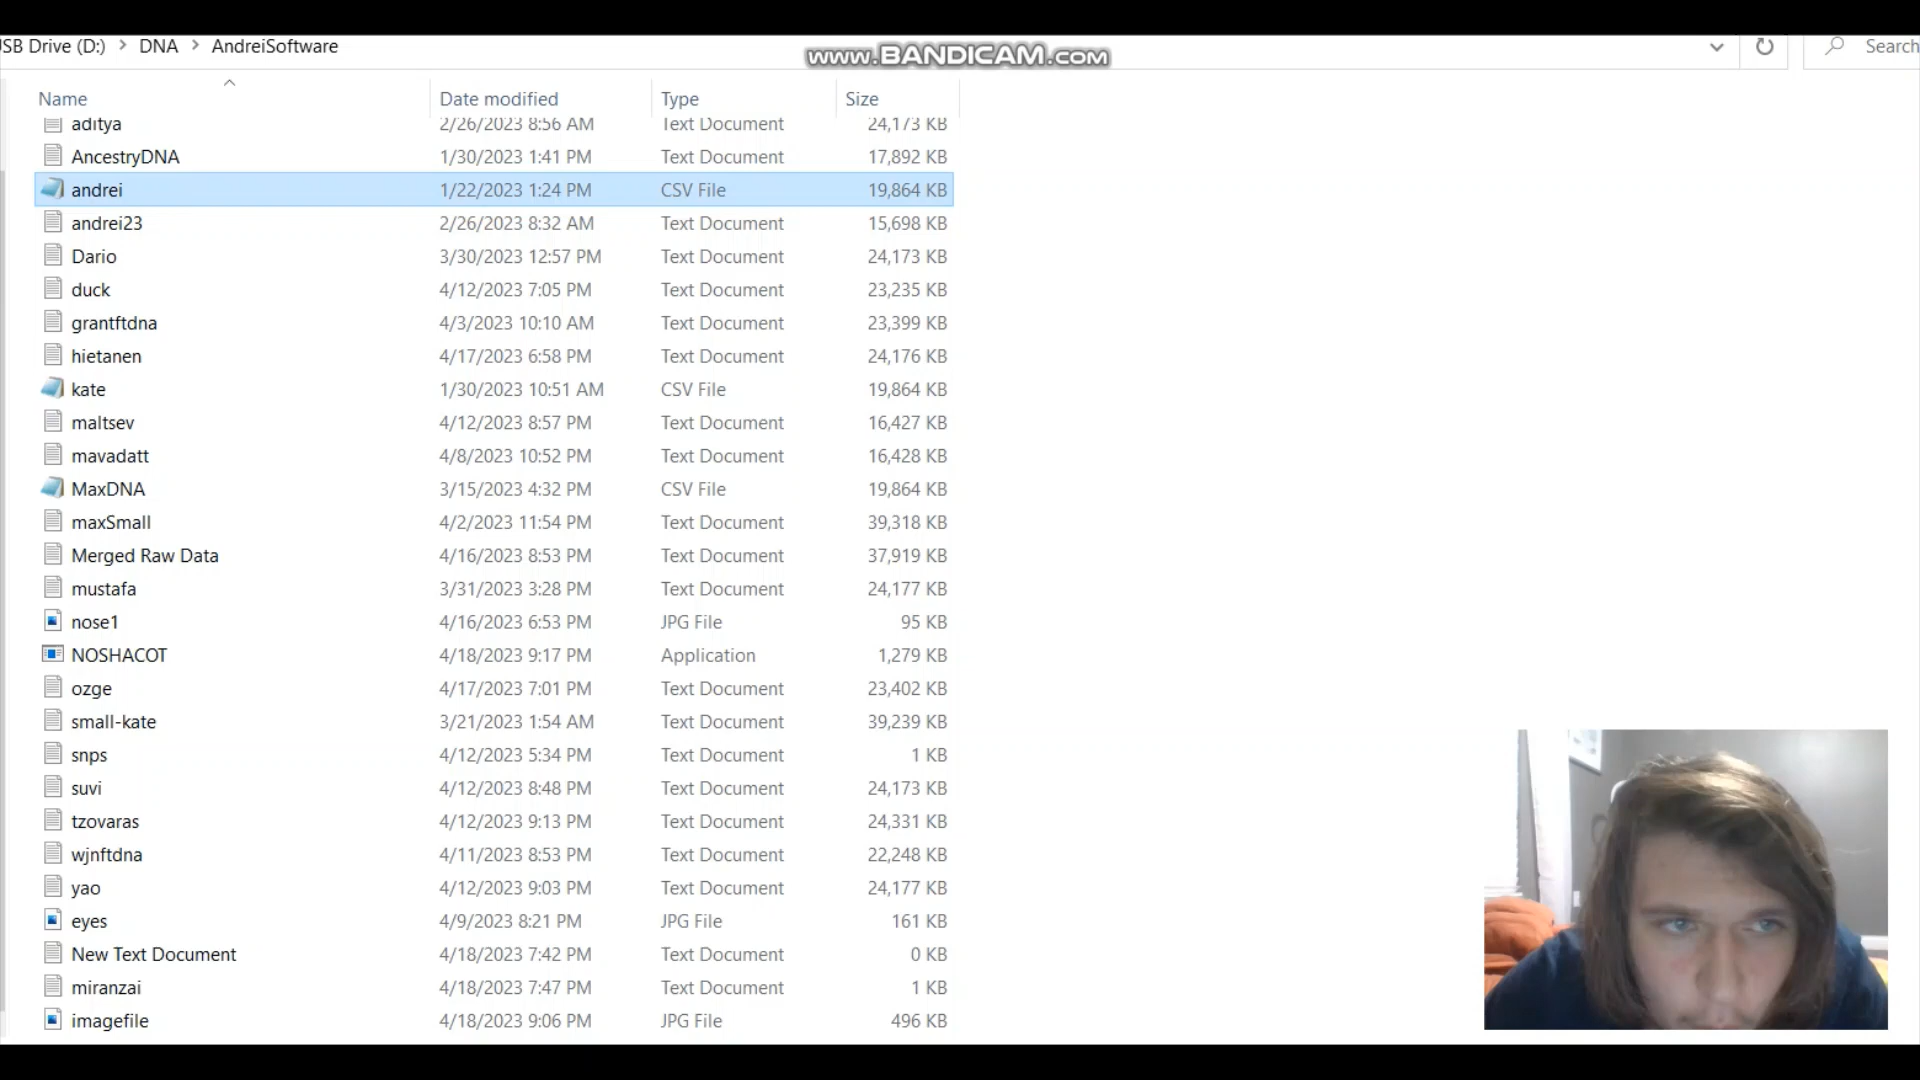 SB Drive (D:) > DNA > AndreiSoftware
www.BANDICAM.com
Search
Name Date modified Type Size
aditya 2/26/2023 8:56 AM Text Document 24,173 KB
AncestryDNA 1/30/2023 1:41 PM Text Document 17,892 KB
andrei 1/22/2023 1:24 PM CSV File 19,864 KB
andrei23 2/26/2023 8:32 AM Text Document 15,698 KB
Dario 3/30/2023 12:57 PM Text Document 24,173 KB
duck 4/12/2023 7:05 PM Text Document 23,235 KB
grantftdna 4/3/2023 10:10 AM Text Document 23,399 KB
hietanen 4/17/2023 6:58 PM Text Document 24,176 KB
kate 1/30/2023 10:51 AM CSV File 19,864 KB
maltsev 4/12/2023 8:57 PM Text Document 16,427 KB
mavadatt 4/8/2023 10:52 PM Text Document 16,428 KB
MaxDNA 3/15/2023 4:32 PM CSV File 19,864 KB
maxSmall 4/2/2023 11:54 PM Text Document 39,318 KB
Merged Raw Data 4/16/2023 8:53 PM Text Document 37,919 KB
mustafa 3/31/2023 3:28 PM Text Document 24,177 KB
nose1 4/16/2023 6:53 PM JPG File 95 KB
NOSHACOT 4/18/2023 9:17 PM Application 1,279 KB
ozge 4/17/2023 7:01 PM Text Document 23,402 KB
small-kate 3/21/2023 1:54 AM Text Document 39,239 KB
snps 4/12/2023 5:34 PM Text Document 1 KB
suvi 4/12/2023 8:48 PM Text Document 24,173 KB
tzovaras 4/12/2023 9:13 PM Text Document 24,331 KB
wjnftdna 4/11/2023 8:53 PM Text Document 22,248 KB
yao 4/12/2023 9:03 PM Text Document 24,177 KB
eyes 4/9/2023 8:21 PM JPG File 161 KB
New Text Document 4/18/2023 7:42 PM Text Document 0 KB
miranzai 4/18/2023 7:47 PM Text Document 1 KB
imagefile 4/18/2023 9:06 PM JPG File 496 KB